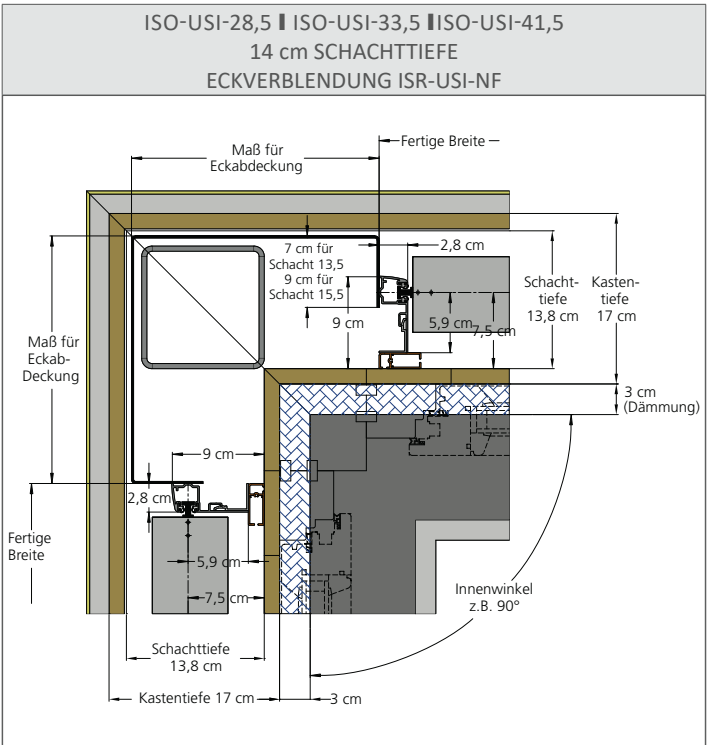 ISO-USI-28,5 I ISO-USI-33,5 I ISO-USI-41,5
14 cm SCHACHTTIEFE
ECKVERBLENDUNG ISR-USI-NF
Maß für
Eckabdeckung
Fertige Breite
7 cm für
Schacht 13,5
9 cm für
Schacht 15,5
2,8 cm
9 cm
5,9 cm
7,5 cm
Schacht-
tiefe
13,8 cm
Kasten-
tiefe
17 cm
Maß für
Eckab-
Deckung
3 cm
(Dämmung)
9 cm
2,8 cm
Fertige
Breite
5,9 cm
7,5 cm
Innenwinkel
z.B. 90°
Schachttiefe
13,8 cm
Kastentiefe 17 cm
3 cm